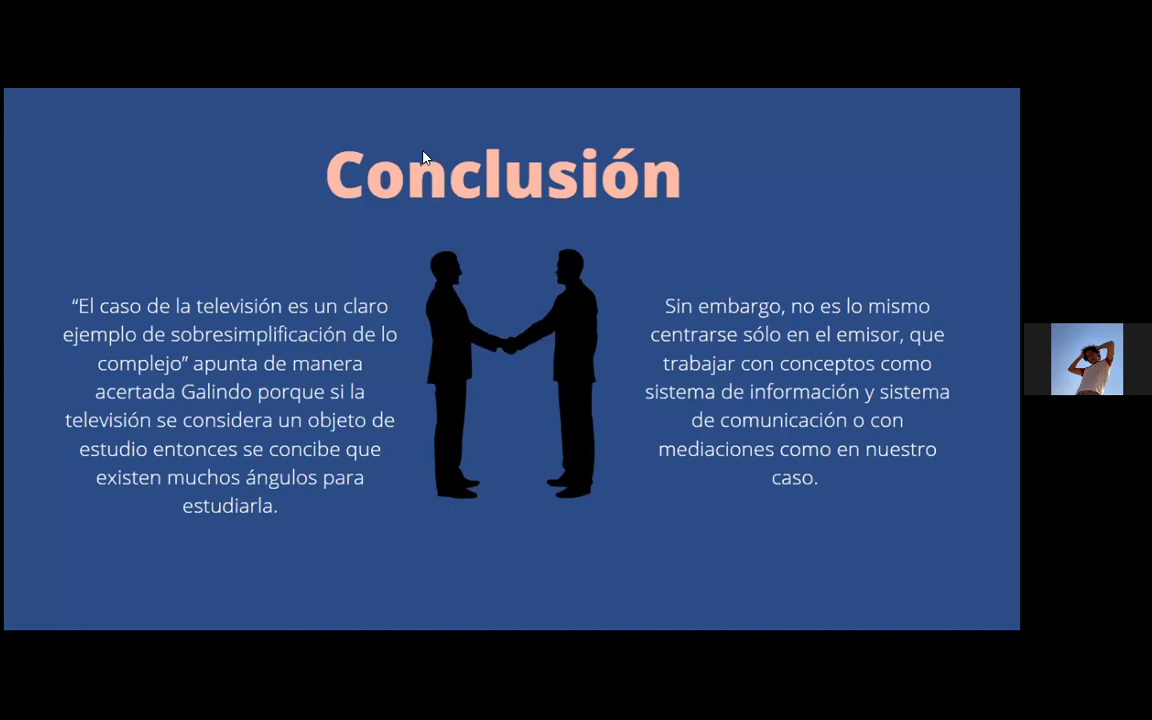 Conclusión
“El caso de la televisión es un claro
ejemplo de sobresimplificación de lo
complejo” apunta de manera
acertada Galindo porque si la
televisión se considera un objeto de
estudio entonces se concibe que
existen muchos ángulos para
estudiarla.
Sin embargo, no es lo mismo
centrarse sólo en el emisor, que
trabajar con conceptos como
sistema de información y sistema
de comunicación o con
mediaciones como en nuestro
caso.